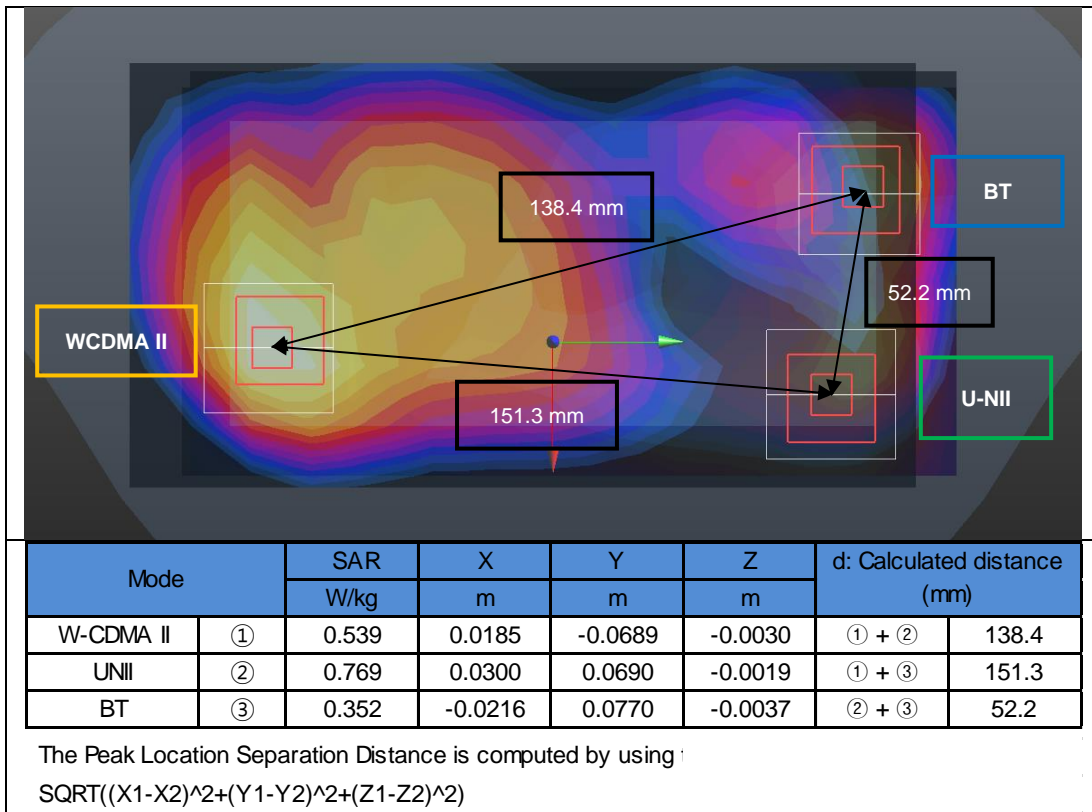 138.4 mm
BT
52.2 mm
WCDMA II
U-NII
151.3 mm
Mode SAR X Y Z d: Calculated distance (mm)
W/kg m m m
W-CDMA II ① 0.539 0.0185 -0.0689 -0.0030 ① + ② 138.4
UNII ② 0.769 0.0300 0.0690 -0.0019 ① + ③ 151.3
BT ③ 0.352 -0.0216 0.0770 -0.0037 ② + ③ 52.2
The Peak Location Separation Distance is computed by using
SQRT((X1-X2)^2+(Y1-Y2)^2+(Z1-Z2)^2)